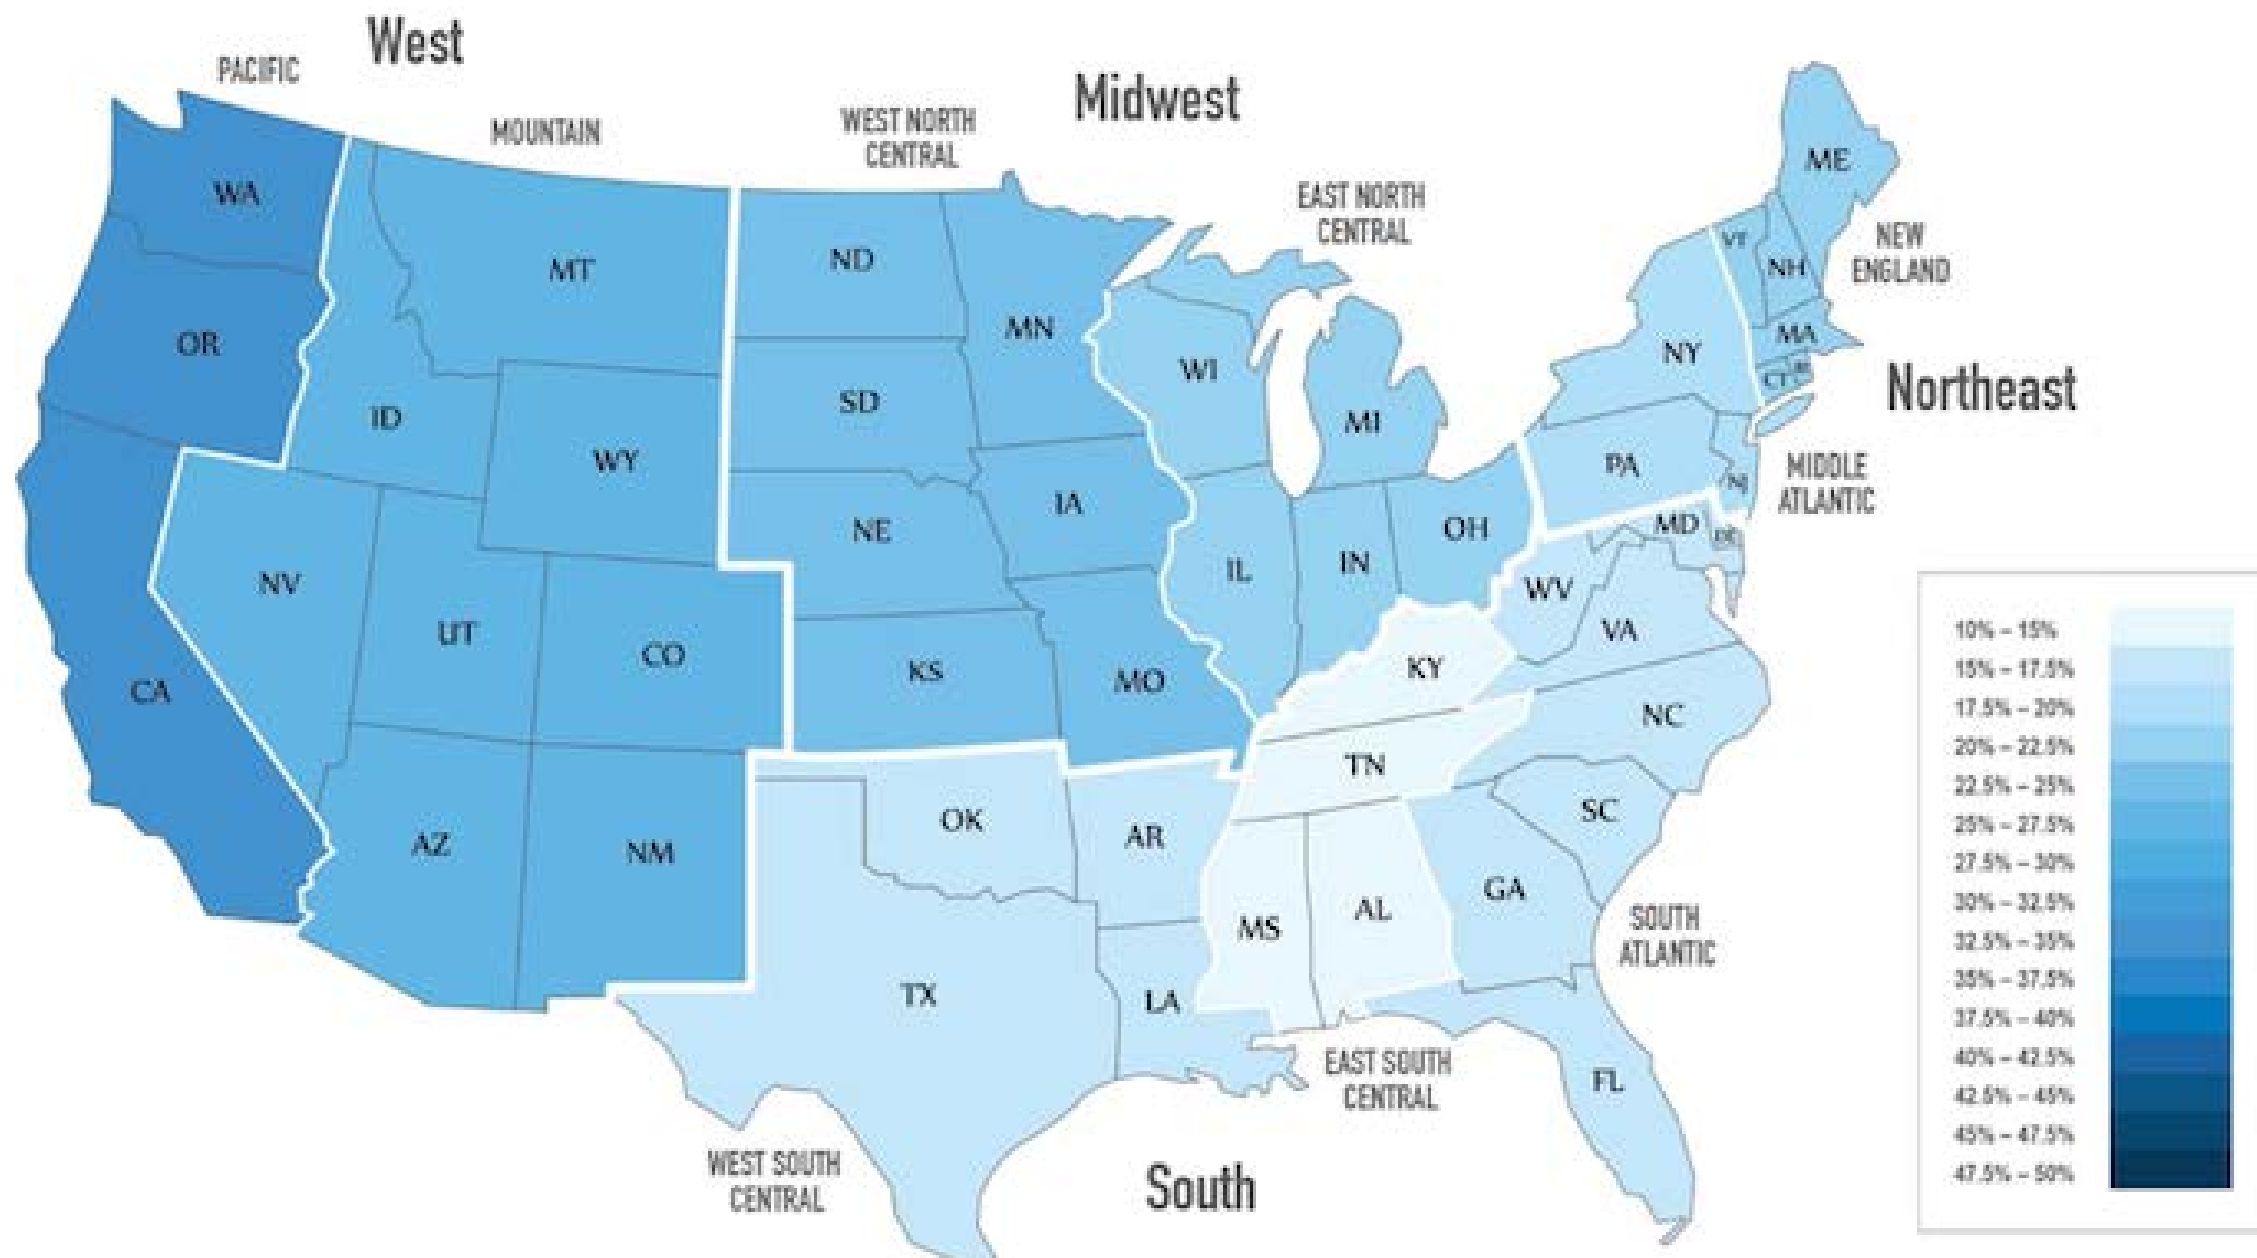 West
PACIFIC
MOUNTAIN
Midwest
WEST NORTH
CENTRAL
EAST NORTH
CENTRAL
NEW
ENGLAND
Northeast
MIDDLE
ATLANTIC
WA
OR
CA
MT
ID
WY
NV
UT
CO
AZ
NM
ND
SD
NE
KS
MN
IA
MO
WI
MI
IL
IN
OH
ME
VT
NH
MA
CT
RI
NY
PA
NJ
MD
DE
WV
VA
NC
SC
GA
FL
KY
TN
MS
AL
OK
AR
TX
LA
SOUTH
ATLANTIC
EAST SOUTH
CENTRAL
WEST SOUTH
CENTRAL
South
10% – 15%
15% – 17.5%
17.5% – 20%
20% – 22.5%
22.5% – 25%
25% – 27.5%
27.5% – 30%
30% – 32.5%
32.5% – 35%
35% – 37.5%
37.5% – 40%
40% – 42.5%
42.5% – 45%
45% – 47.5%
47.5% – 50%